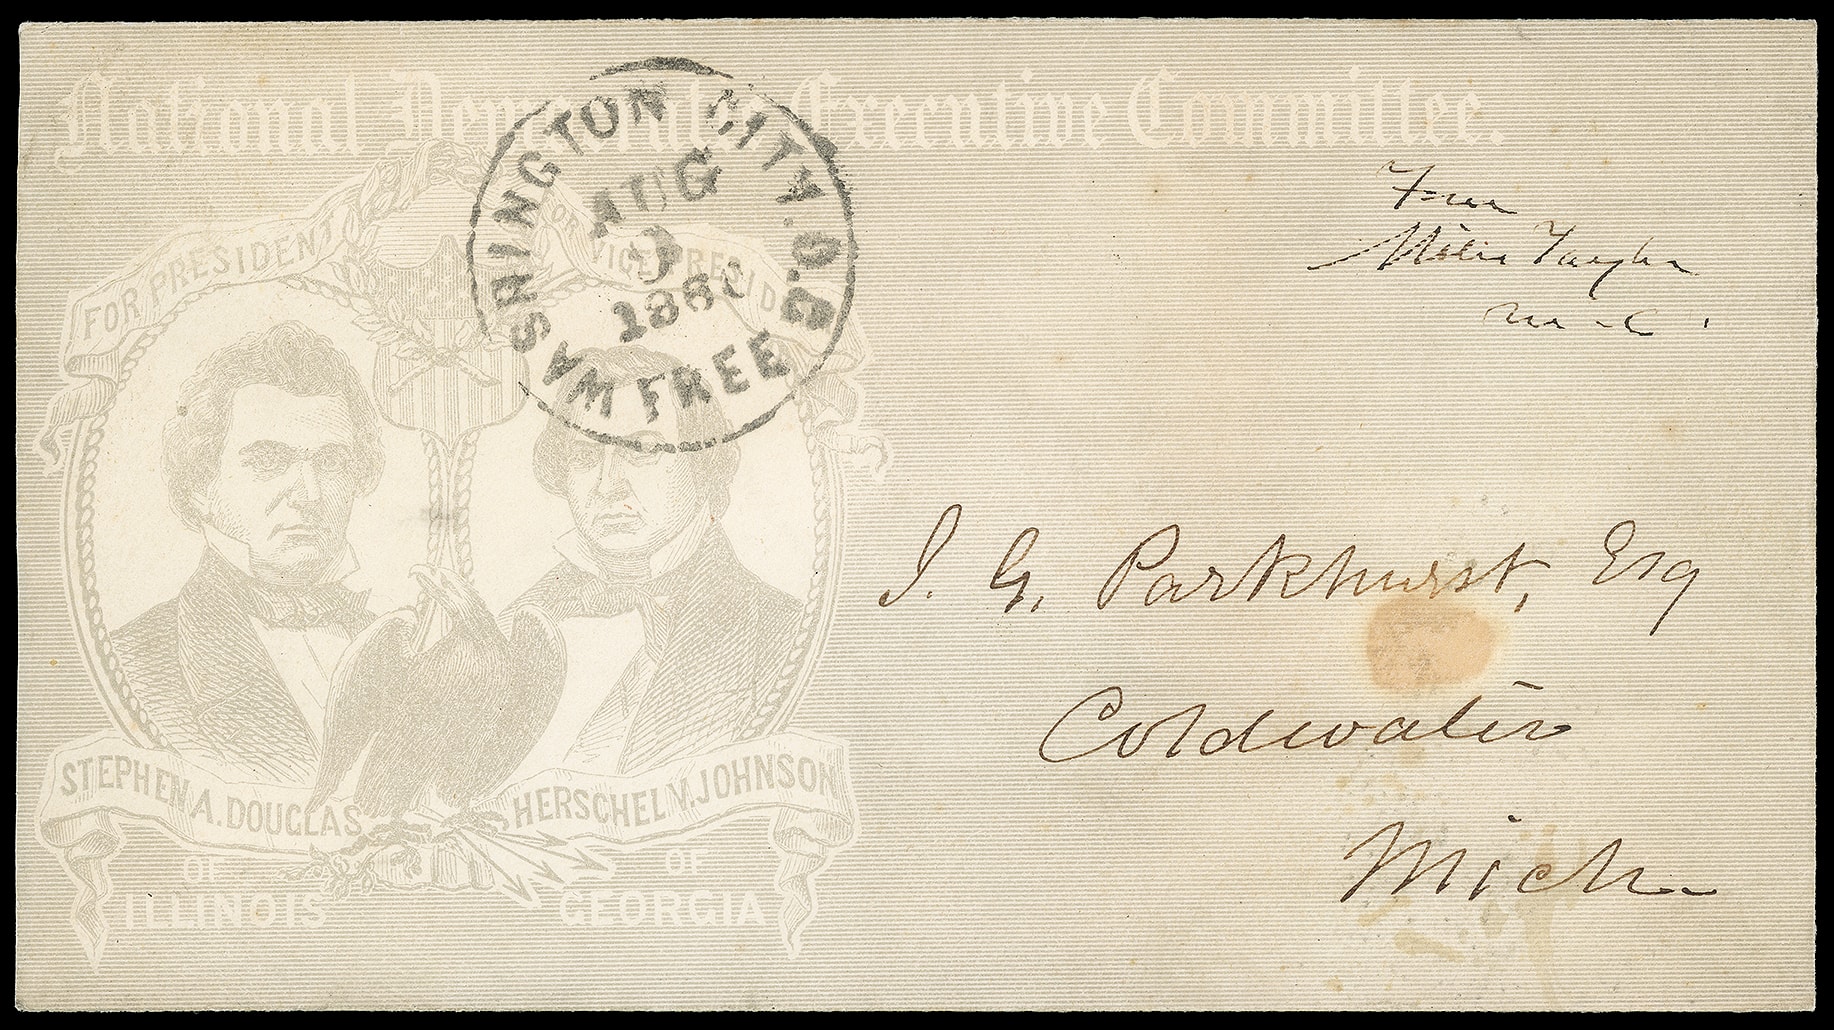 National Democratic Executive Committee.
FOR PRESIDENT
FOR VICE PRESIDENT
WASHINGTON CITY. D.C
AUG
1860
FREE
Free
Miles Taylor
M.C.
J. G. Parkhurst, Esq
Coldwater
Mich.
STEPHEN A. DOUGLAS
OF
ILLINOIS
HERSCHEL V. JOHNSON
OF
GEORGIA